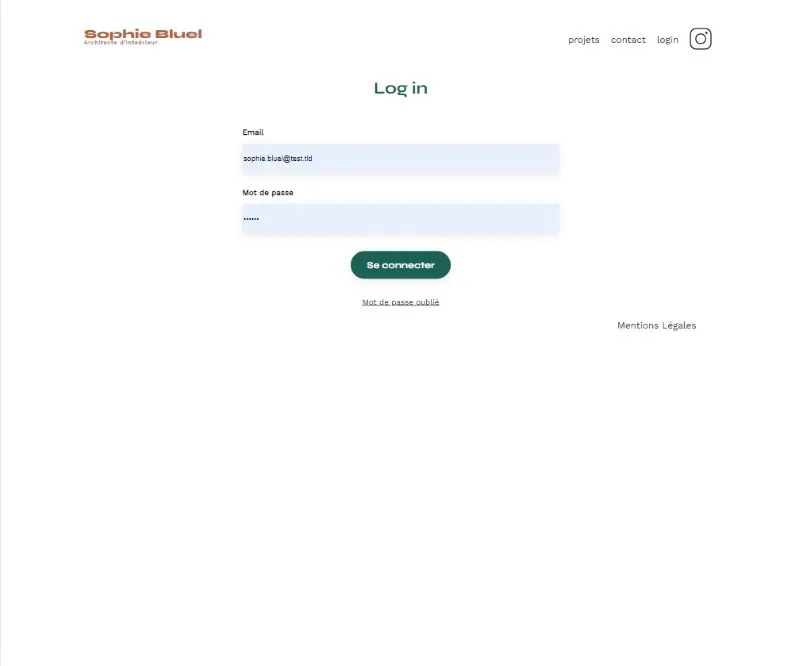 Sophie Bluel
Architecte d'intéérieur
projets contact login
Log in
Email
sophie.bluel@test.tld
Mot de passe
••••••
Se connecter
Mot de passe oublié
Mentions Légales